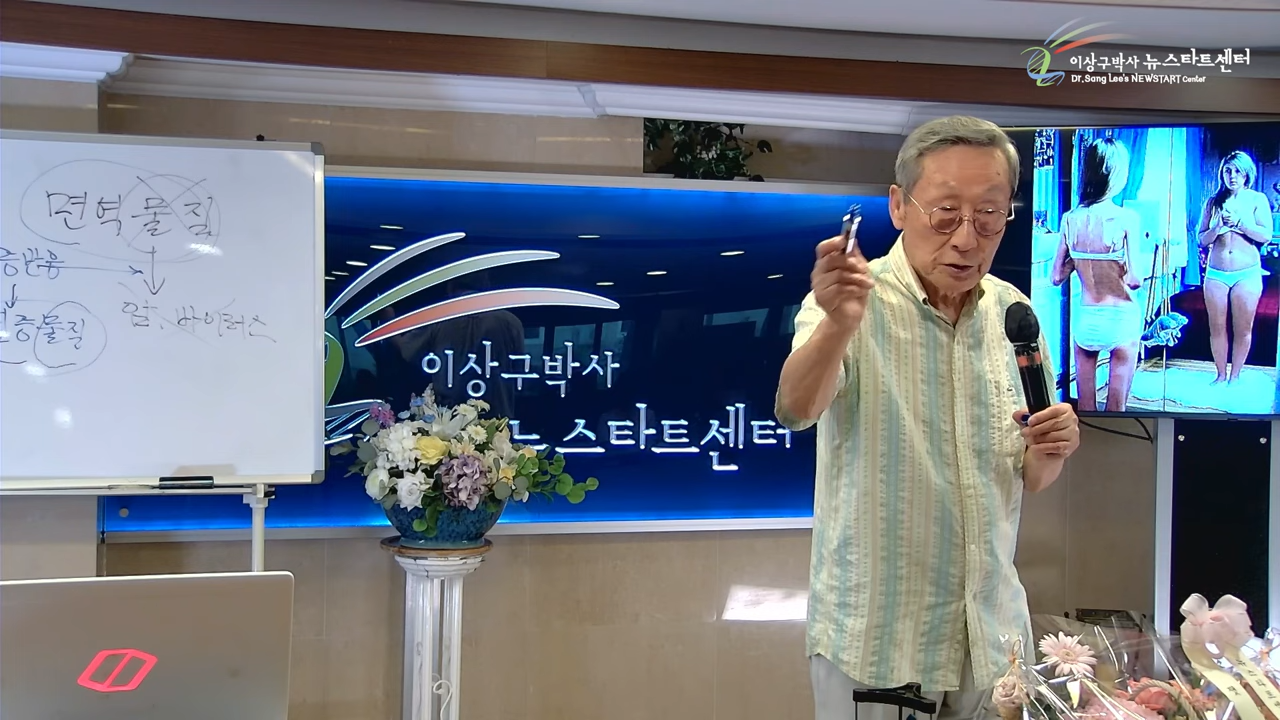 이상구박사 뉴스타트센터
Dr. Sang Lee's NEWSTART Center
면역물질
증반응
암, 바이러스
증물질
이상구박사
뉴스타트센터